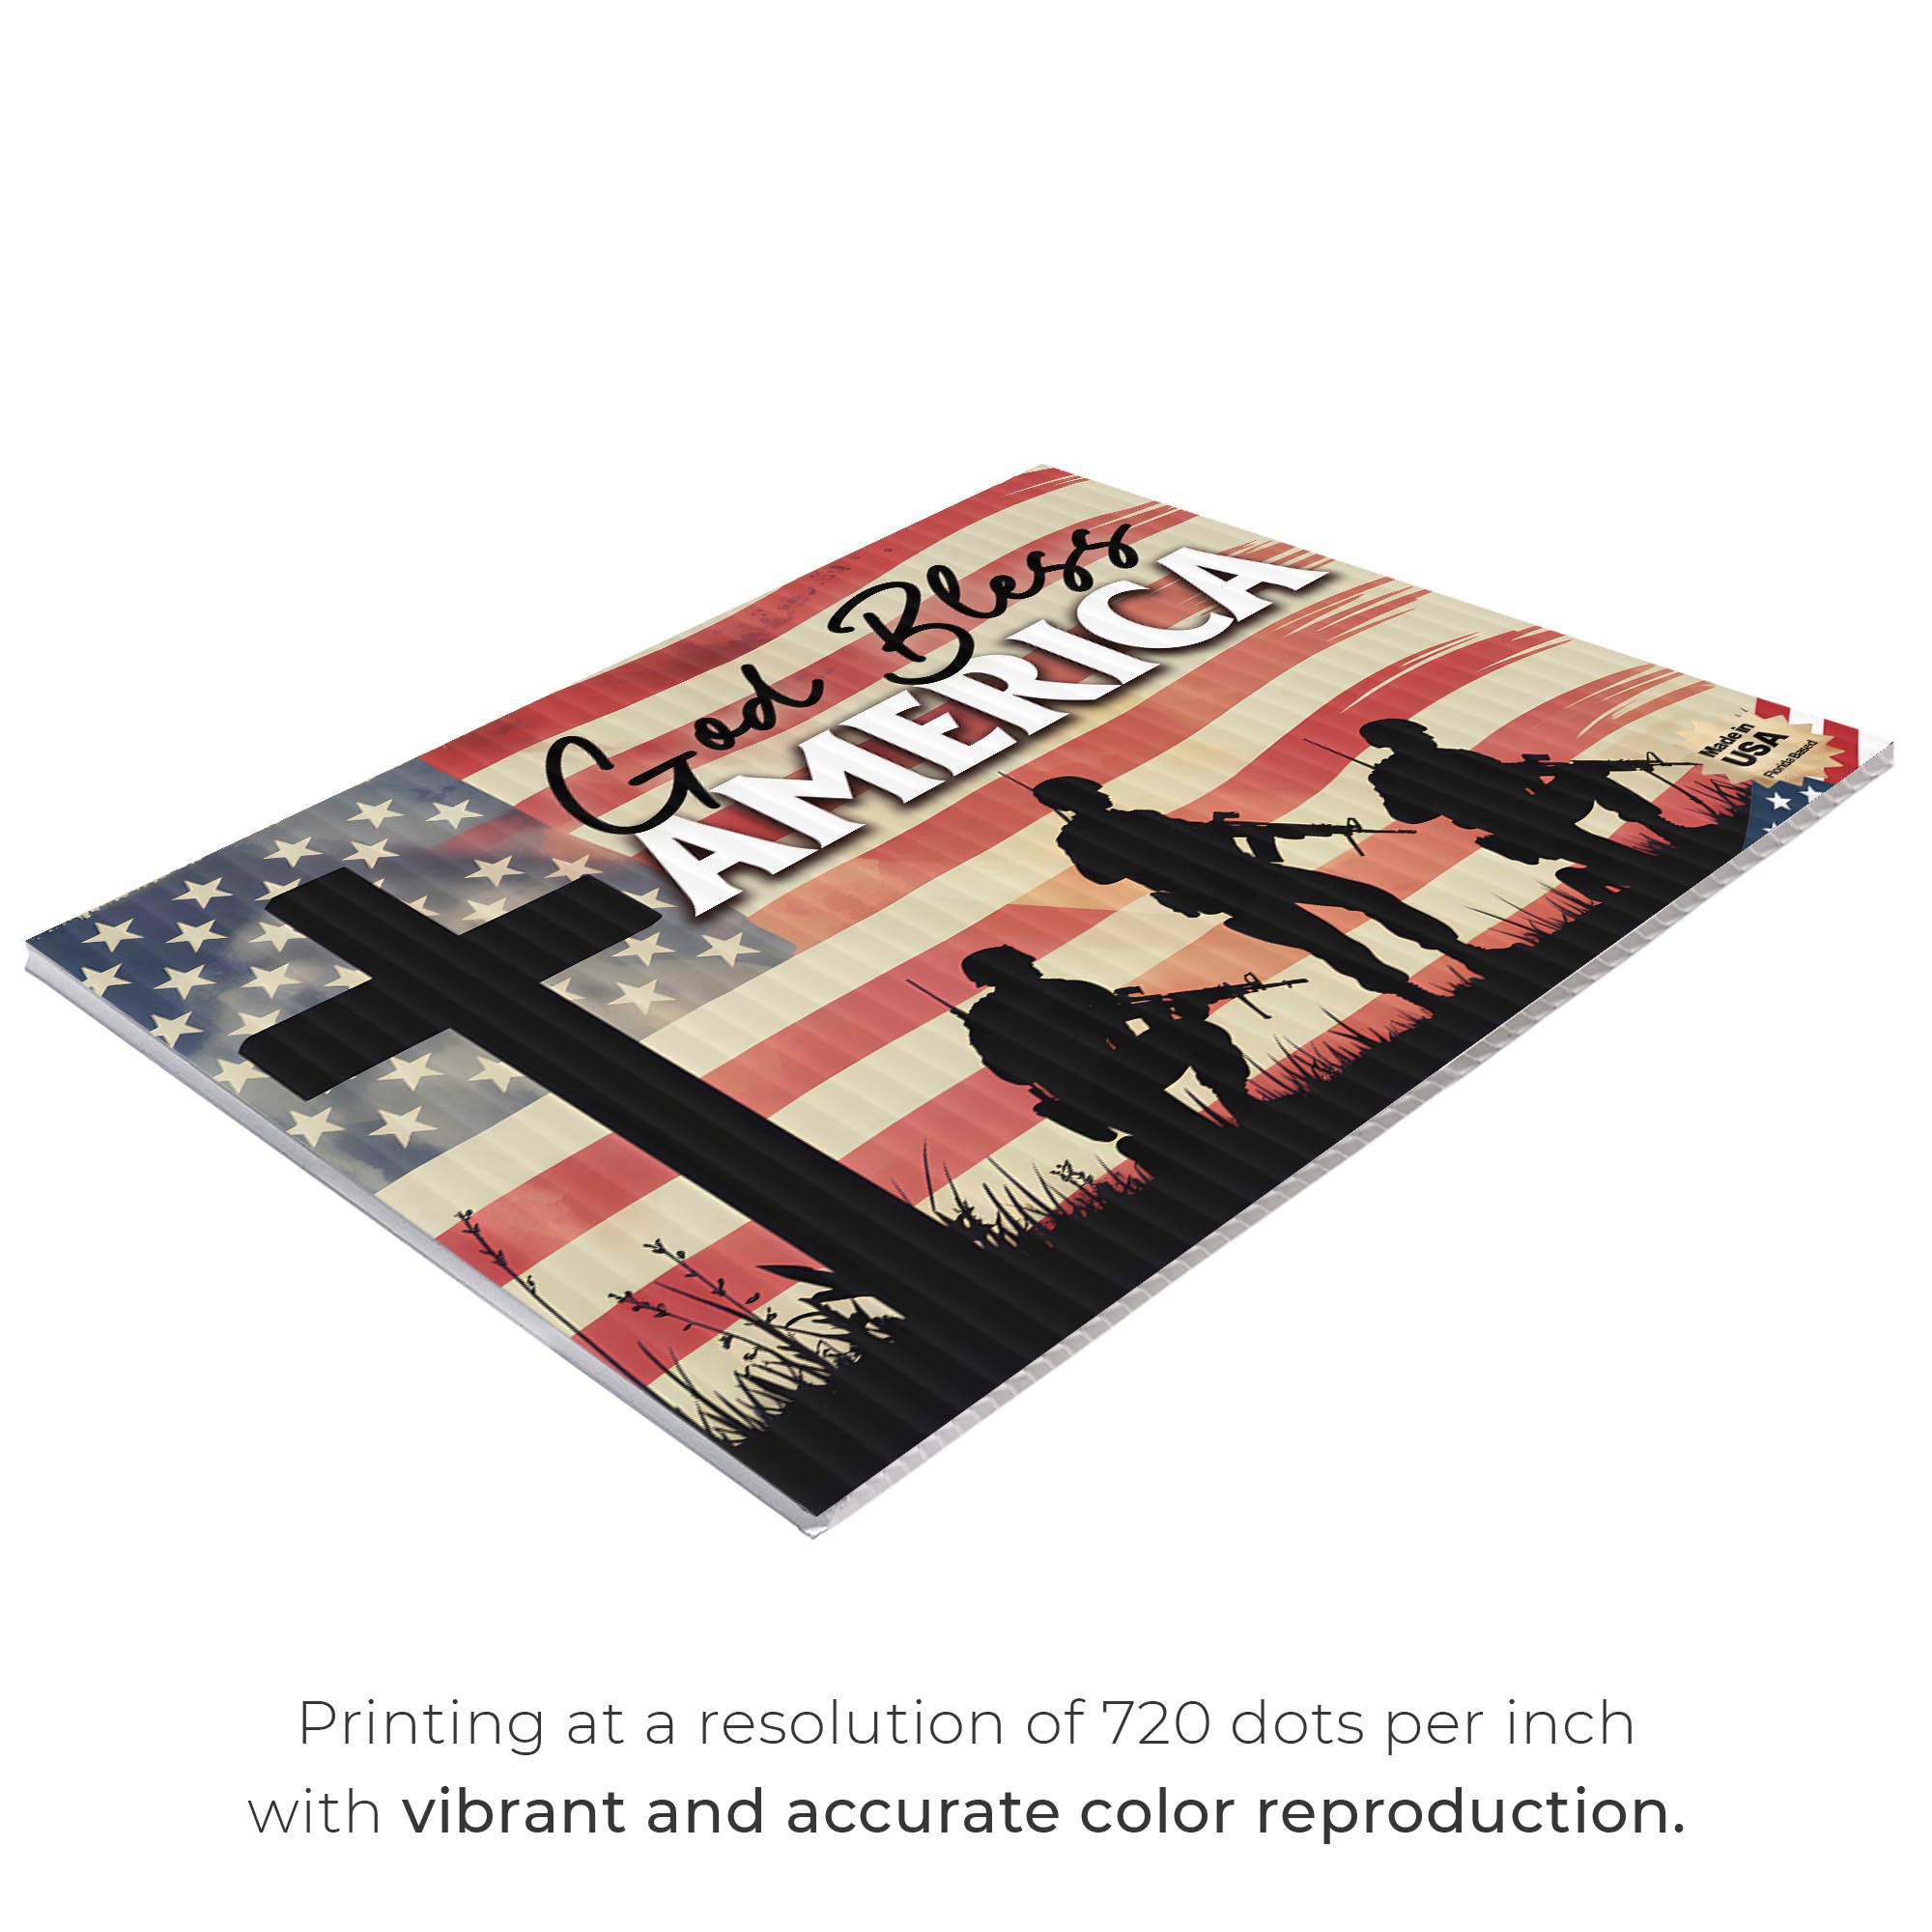 God Bless
AMERICA
Made in
USA
Florida Based
Printing at a resolution of 720 dots per inch
with vibrant and accurate color reproduction.